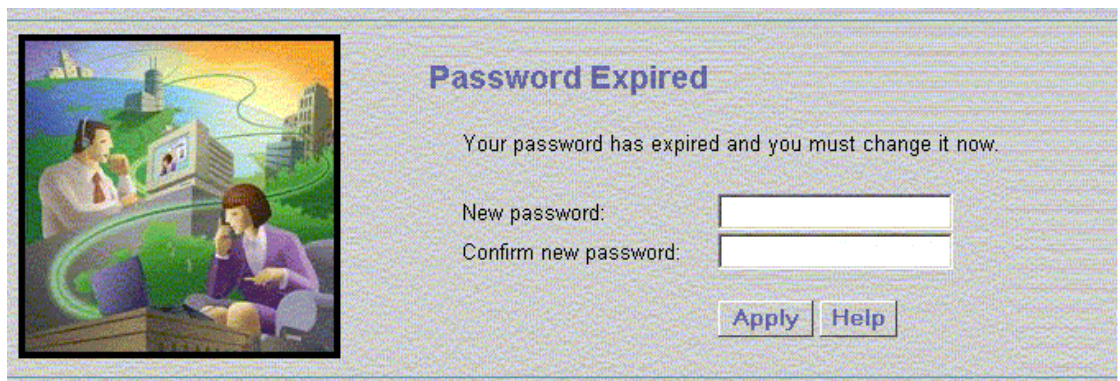 Password Expired
Your password has expired and you must change it now.
New password:
Confirm new password:
Apply Help